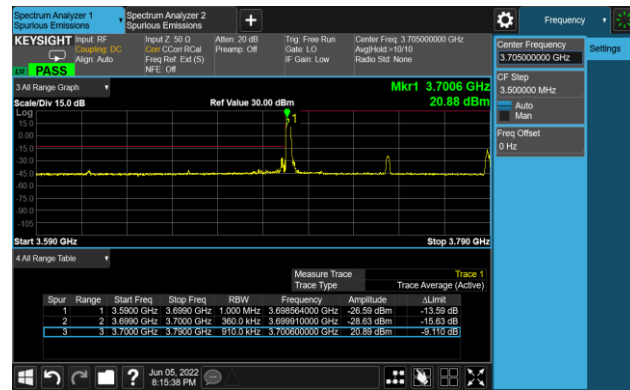 Spectrum Analyzer 1
Spurious Emissions
Spectrum Analyzer 2
Spurious Emissions
Frequency
KEYSIGHT
Input: RF
Coupling: DC
Align: Auto
Input Z: 50 Ω
Corr CCorr RCal
Freq Ref: Ext (S)
NFE: Off
Atten: 20 dB
Preamp: Off
Trig: Free Run
Gate: LO
IF Gain: Low
Center Freq: 3.705000000 GHz
Avg|Hold:>10/10
Radio Std: None
PASS
Center Frequency
3.705000000 GHz
Settings
CF Step
3.500000 MHz
Auto
Man
Freq Offset
0 Hz
3 All Range Graph
Mkr1 3.7006 GHz
20.88 dBm
Scale/Div 15.0 dB
Ref Value 30.00 dBm
Log
15.0
0.00
-15.0
-30.0
-45.0
-60.0
-75.0
-90.0
-105
1
Start 3.590 GHz
Stop 3.790 GHz
4 All Range Table
Measure Trace Trace 1
Trace Type Trace Average (Active)
Spur Range Start Freq Stop Freq RBW Frequency Amplitude ΔLimit
1 1 3.5900 GHz 3.6990 GHz 1.000 MHz 3.698564000 GHz -26.59 dBm -13.59 dB
2 2 3.6990 GHz 3.7000 GHz 360.0 kHz 3.699910000 GHz -28.63 dBm -15.63 dB
3 3 3.7000 GHz 3.7900 GHz 910.0 kHz 3.700600000 GHz 20.89 dBm -9.110 dB
Jun 05, 2022
8:15:38 PM